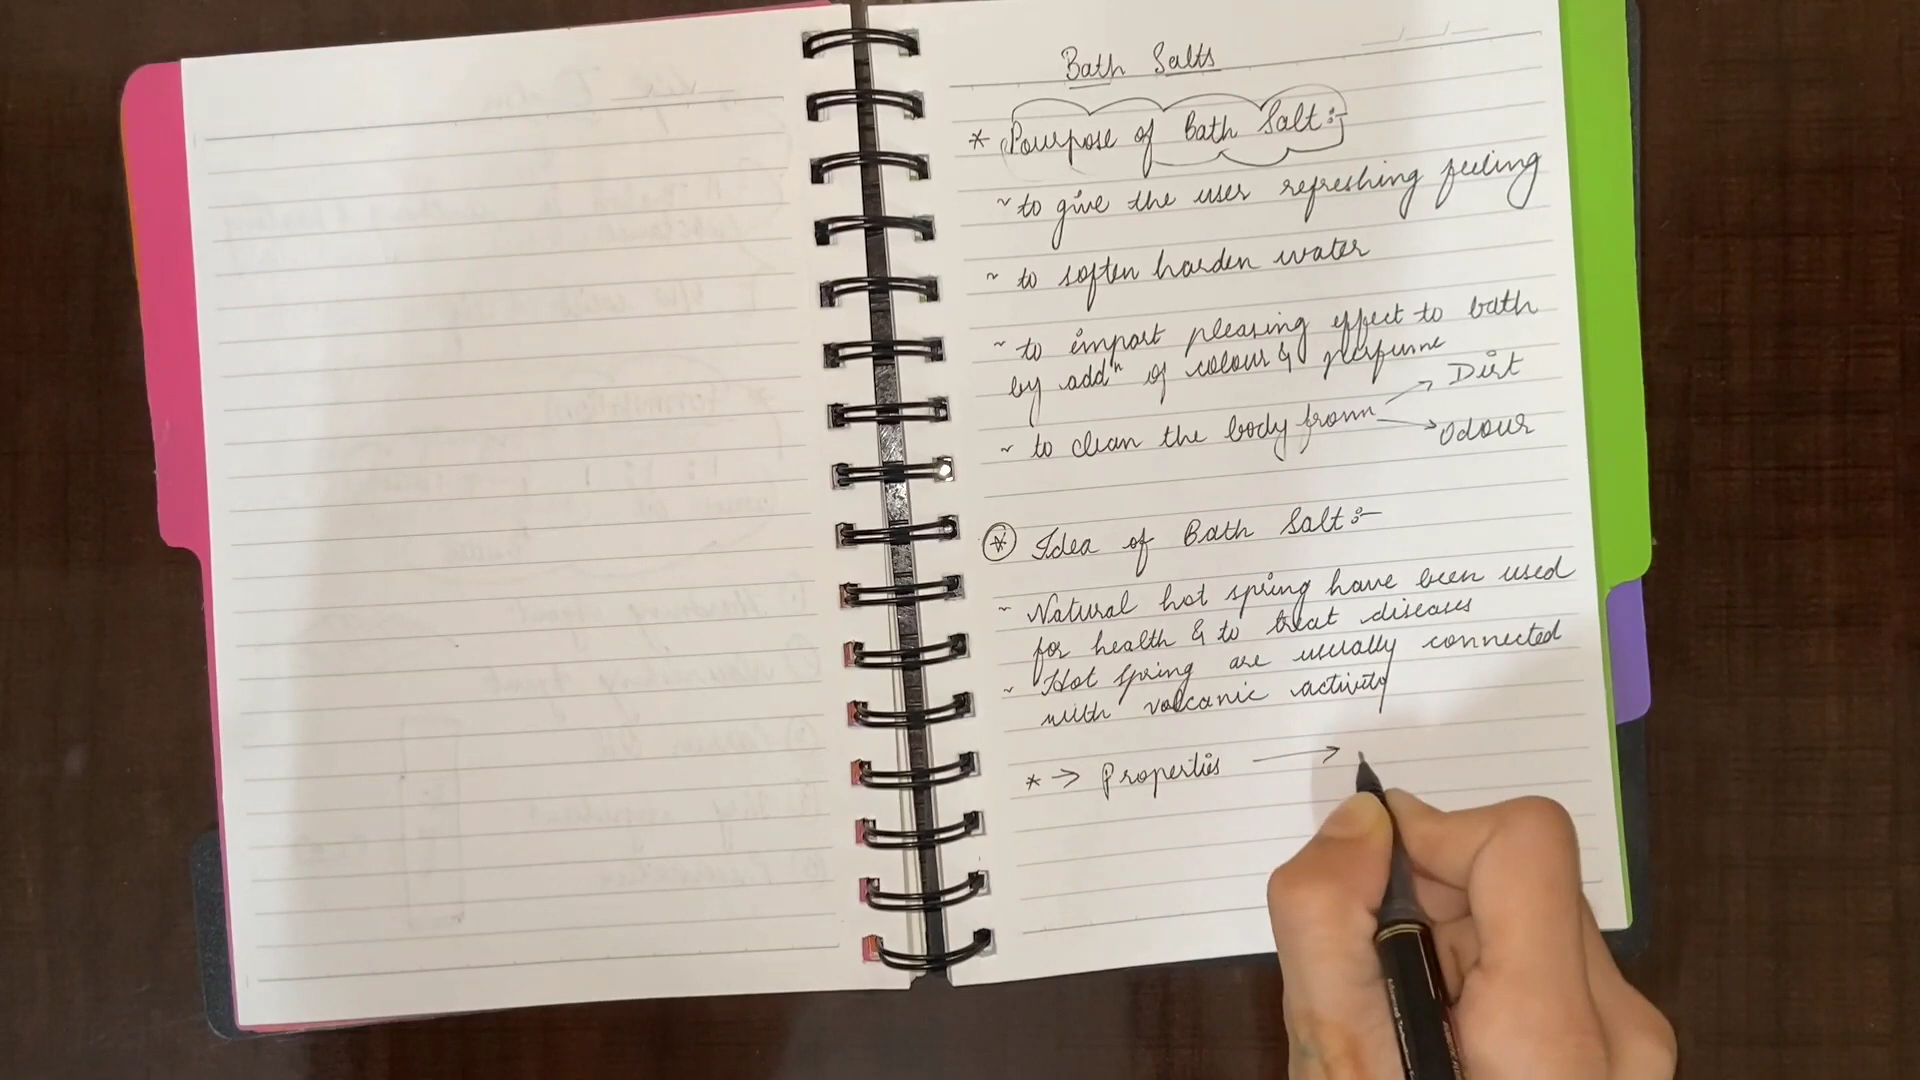 Bath Salts
* Pourpose of Bath Salt:-
~ to give the user refreshing feeling
~ to soften harden water
~ to impart pleasing effect to bath
by addⁿ of colour & perfume
~ to clean the body from → Dirt
→ Odour
* Idea of Bath Salt :-
~ Natural hot spring have been used
for health & to treat diseases
~ Hot spring are usually connected
with volcanic activity
* → Properties →